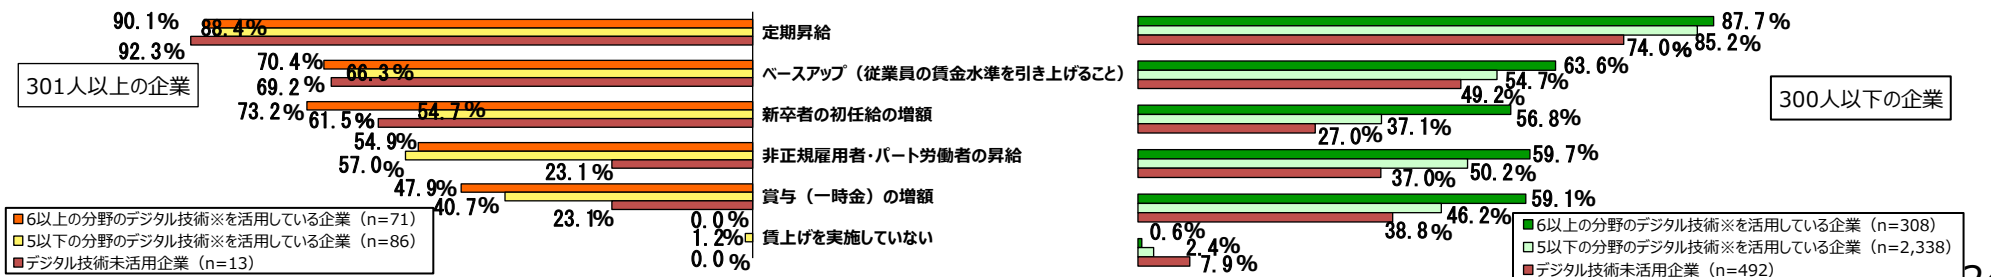 301人以上の企業
90.1%
88.4%
92.3%
定期昇給
87.7%
85.2%
74.0%
70.4%
66.3%
69.2%
ベースアップ（従業員の賃金水準を引き上げること）
63.6%
54.7%
49.2%
300人以下の企業
73.2%
54.7%
61.5%
新卒者の初任給の増額
56.8%
37.1%
27.0%
54.9%
57.0%
23.1%
非正規雇用者・パート労働者の昇給
59.7%
50.2%
37.0%
47.9%
40.7%
23.1%
賞与（一時金）の増額
59.1%
46.2%
38.8%
0.0%
1.2%
0.0%
賃上げを実施していない
0.6%
2.4%
7.9%
6以上の分野のデジタル技術※を活用している企業（n=71）
5以下の分野のデジタル技術※を活用している企業（n=86）
デジタル技術未活用企業（n=13）
6以上の分野のデジタル技術※を活用している企業（n=308）
5以下の分野のデジタル技術※を活用している企業（n=2,338）
デジタル技術未活用企業（n=492）